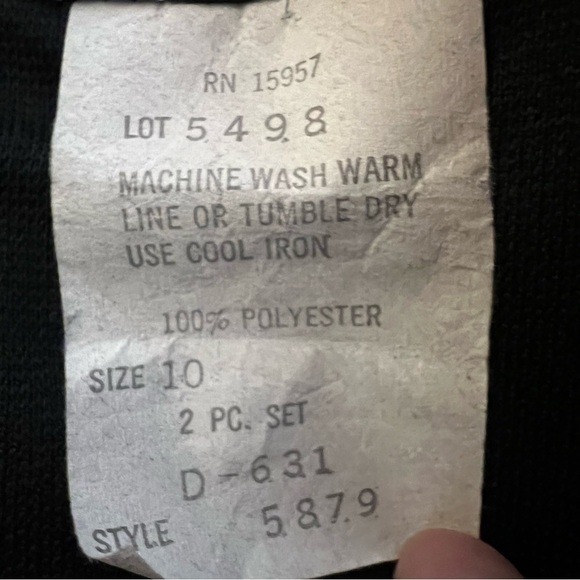 RN 15957
LOT 5498
MACHINE WASH WARM
LINE OR TUMBLE DRY
USE COOL IRON
100% POLYESTER
SIZE 10
2 PC. SET
D-631
STYLE 5879